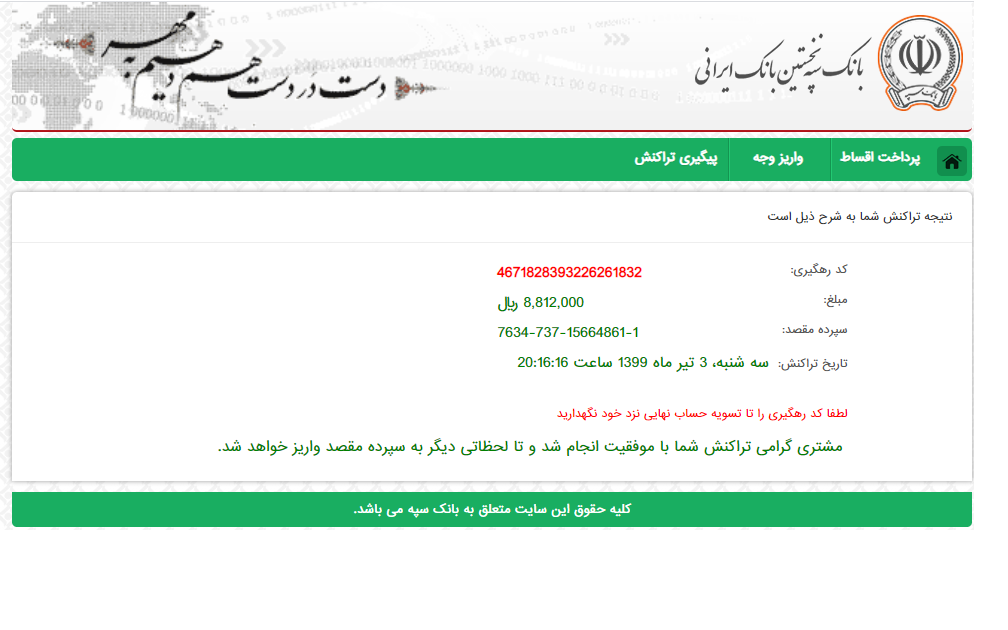 بانک سپه نخستین بانک ایرانی
دست در دست هم دهیم به مهر
پرداخت اقساط
واریز وجه
پیگیری تراکنش
نتیجه تراکنش شما به شرح ذیل است
کد رهگیری: 4671828393226261832
مبلغ: 8,812,000 ریال
سپرده مقصد: 7634-737-15664861-1
تاریخ تراکنش: سه شنبه، 3 تیر ماه 1399 ساعت 20:16:16
لطفا کد رهگیری را تا تسویه حساب نهایی نزد خود نگهدارید
مشتری گرامی تراکنش شما با موفقیت انجام شد و تا لحظاتی دیگر به سپرده مقصد واریز خواهد شد.
کلیه حقوق این سایت متعلق به بانک سپه می باشد.